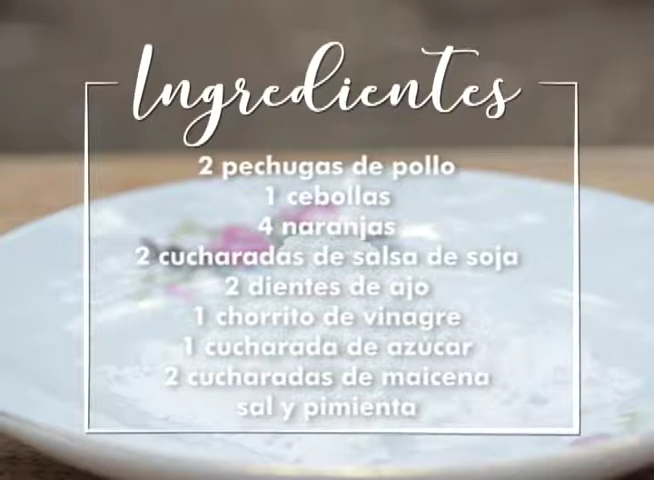 Ingredientes
2 pechugas de pollo
1 cebollas
4 naranjas
2 cucharadas de salsa de soja
2 dientes de ajo
1 chorrito de vinagre
1 cucharada de azúcar
2 cucharadas de maicena
sal y pimienta